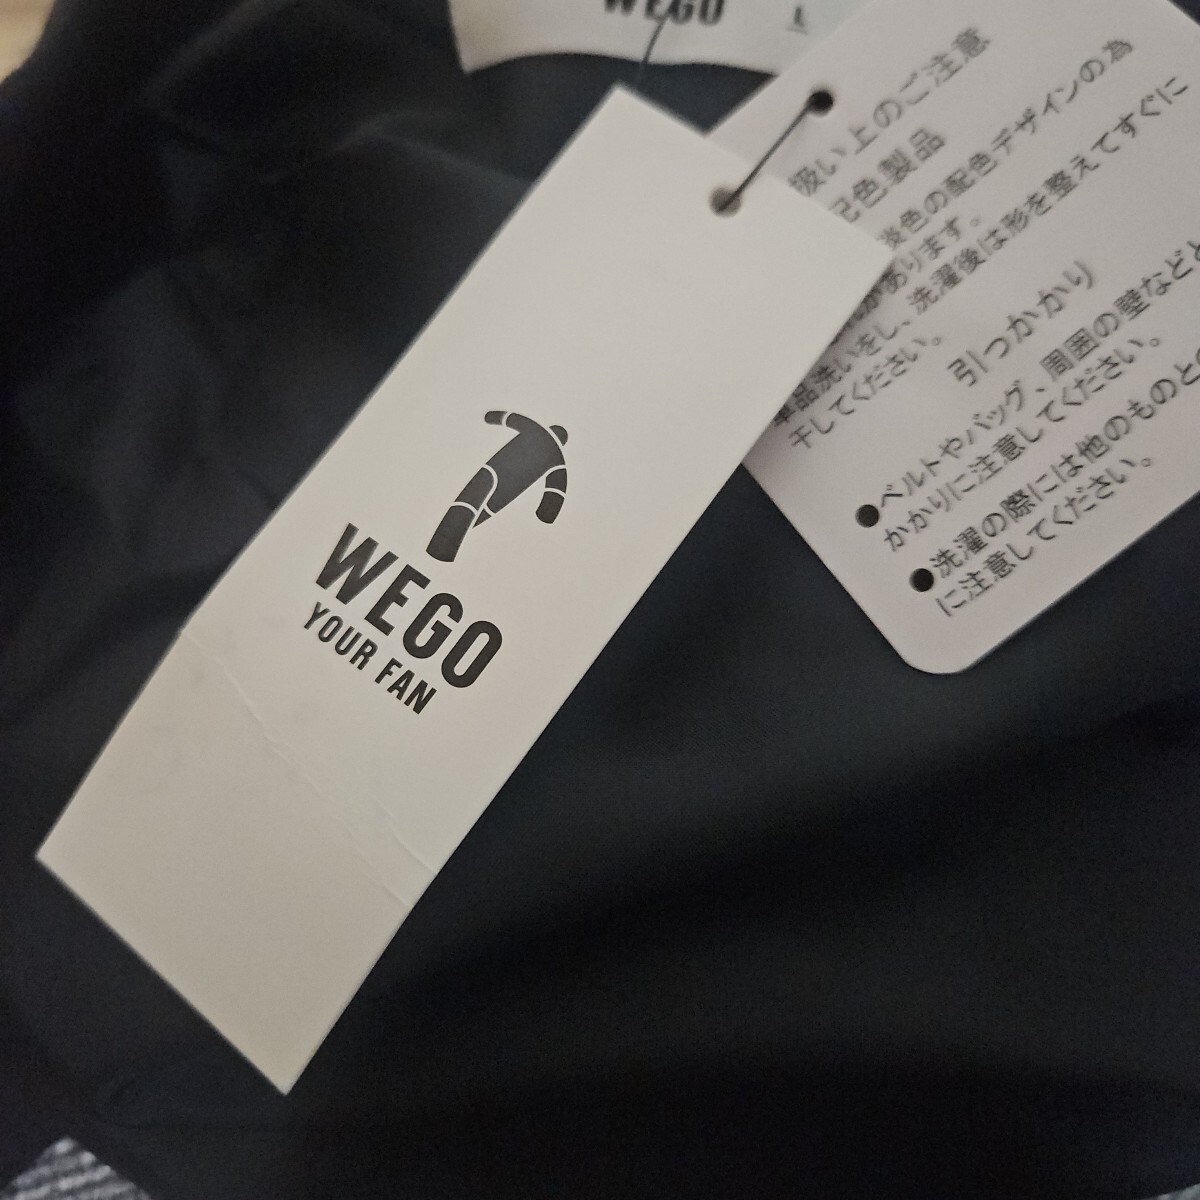 WEGO
L
WEGO
YOUR FAN
扱い上のご注意
配色製品
淡色の配色デザインの為
があります。
単品洗いをし、洗濯後は形を整えてすぐに
干してください。
引っかかり
●ベルトやバッグ、周囲の壁などと
かかりに注意してください。
●洗濯の際には他のものとの
に注意してください。